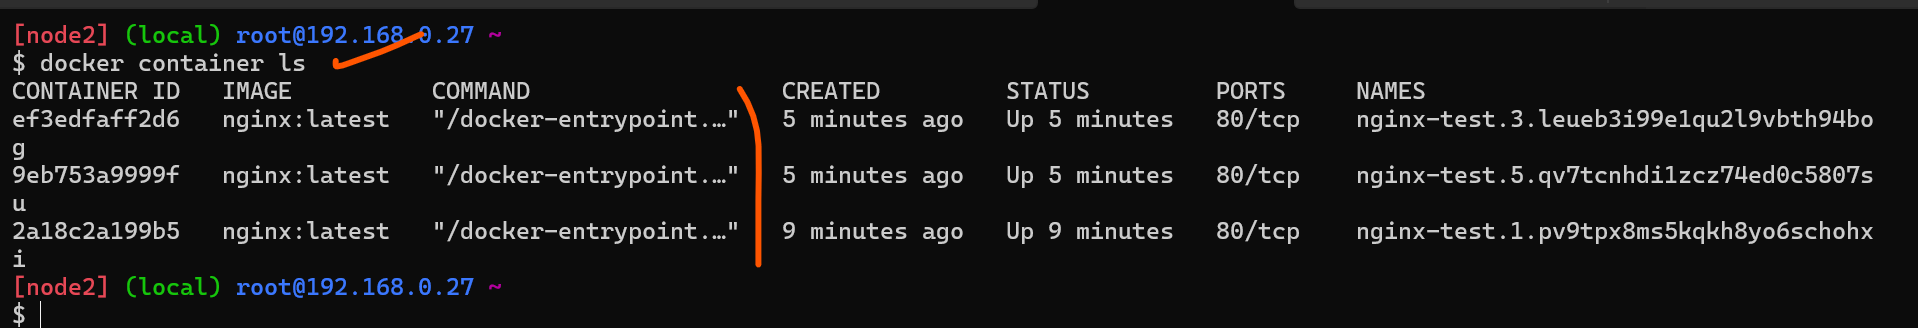 [node2] (local) root@192.168.0.27 ~
$ docker container ls
CONTAINER ID   IMAGE          COMMAND                  CREATED         STATUS         PORTS     NAMES
ef3edfaff2d6   nginx:latest   "/docker-entrypoint.…"   5 minutes ago   Up 5 minutes   80/tcp    nginx-test.3.leueb3i99e1qu2l9vbth94bo
g
9eb753a9999f   nginx:latest   "/docker-entrypoint.…"   5 minutes ago   Up 5 minutes   80/tcp    nginx-test.5.qv7tcnhdi1zcz74ed0c5807s
u
2a18c2a199b5   nginx:latest   "/docker-entrypoint.…"   9 minutes ago   Up 9 minutes   80/tcp    nginx-test.1.pv9tpx8ms5kqkh8yo6schohx
i
[node2] (local) root@192.168.0.27 ~
$